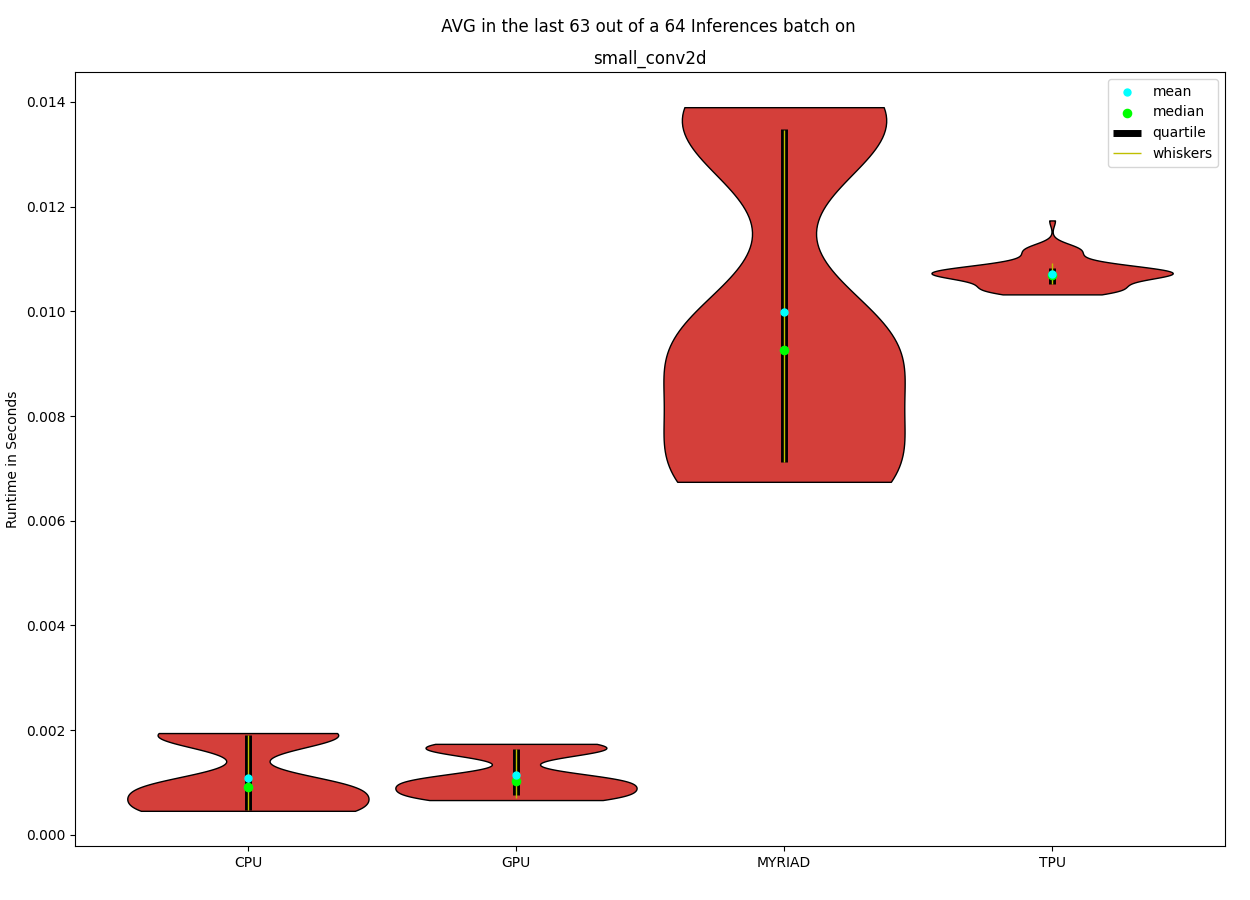 AVG in the last 63 out of a 64 Inferences batch on
small_conv2d
mean
median
quartile
whiskers
Runtime in Seconds
0.014
0.012
0.010
0.008
0.006
0.004
0.002
0.000
CPU
GPU
MYRIAD
TPU